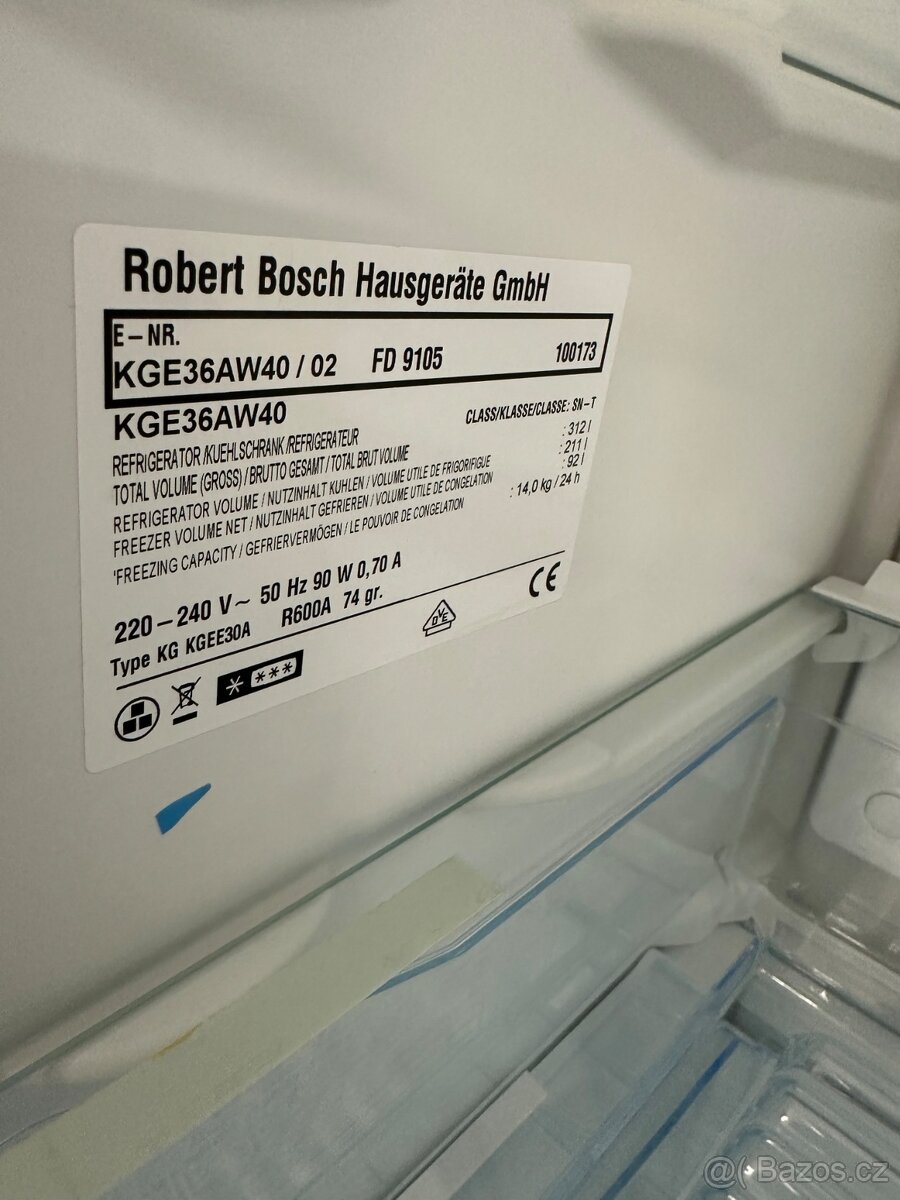 Robert Bosch Hausgeräte GmbH
E-NR.
KGE36AW40 / 02 FD 9105 100173
KGE36AW40 CLASS/KLASSE/CLASSE: SN-T
REFRIGERATOR/KUEHLSCHRANK/REFRIGERATEUR
TOTAL VOLUME (GROSS) / BRUTTO GESAMT / TOTAL BRUT VOLUME : 312 l
REFRIGERATOR VOLUME / NUTZINHALT KUHLEN / VOLUME UTILE DE FRIGORIFIQUE : 211 l
FREEZER VOLUME NET / NUTZINHALT GEFRIEREN / VOLUME UTILE DE CONGELATION : 92 l
'FREEZING CAPACITY / GEFRIERVERMÖGEN / LE POUVOIR DE CONGELATION : 14,0 kg / 24 h
220-240 V~ 50 Hz 90 W 0,70 A
Type KG KGEE30A R600A 74 gr.
DVE
CE
@( Bazos.cz